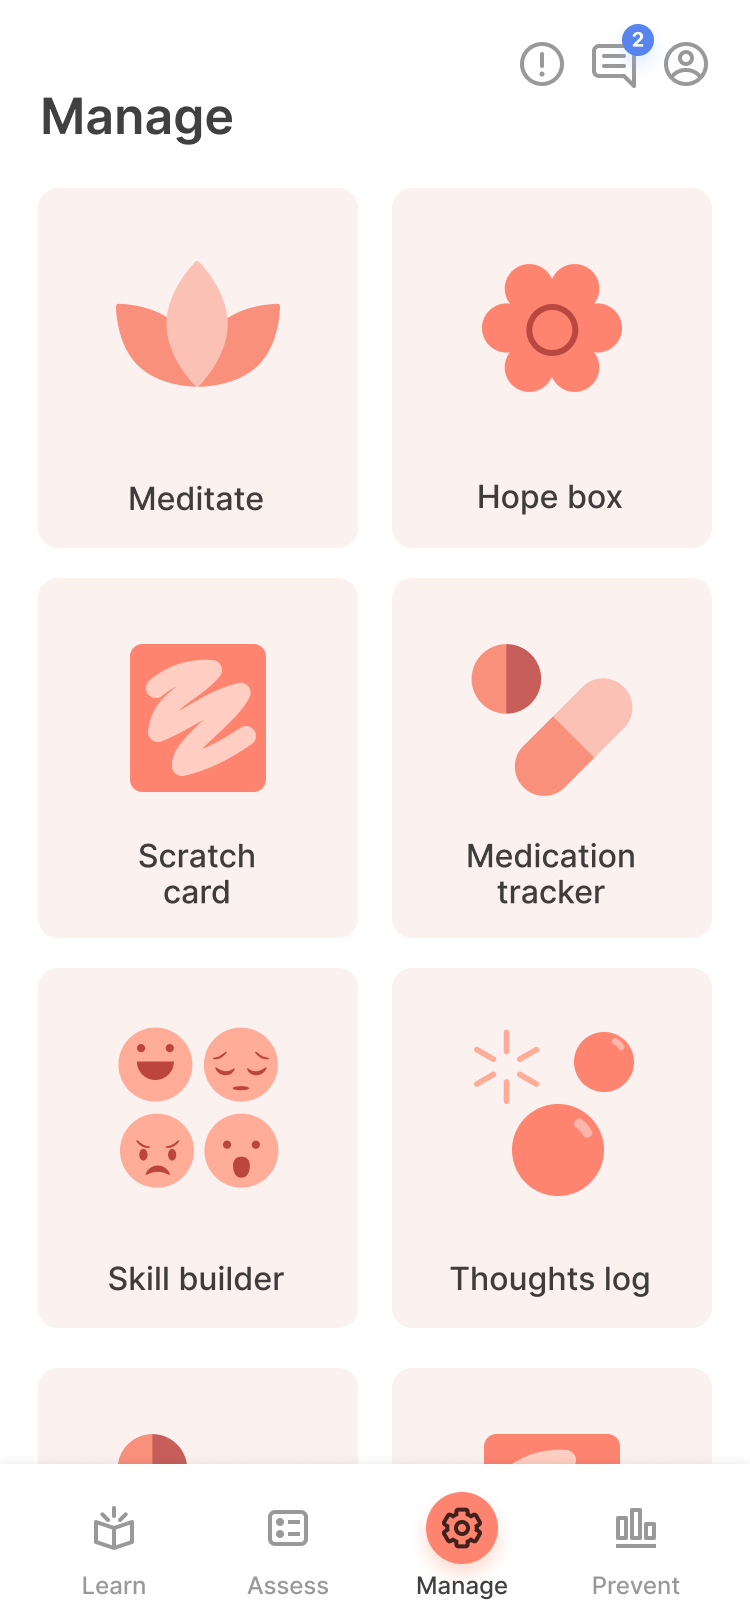 2
Manage
Meditate
Hope box
Scratch
card
Medication
tracker
Skill builder
Thoughts log
Learn
Assess
Manage
Prevent